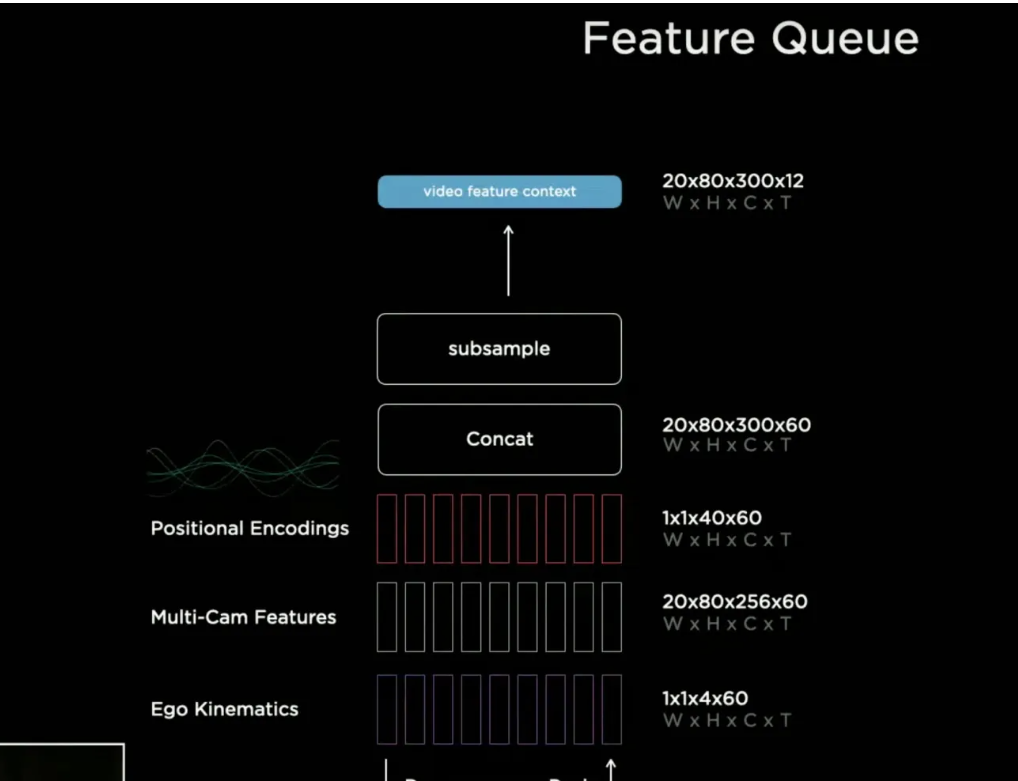 Feature Queue
video feature context
20x80x300x12
W x H x C x T
subsample
Concat
20x80x300x60
W x H x C x T
Positional Encodings
1x1x40x60
W x H x C x T
Multi-Cam Features
20x80x256x60
W x H x C x T
Ego Kinematics
1x1x4x60
W x H x C x T